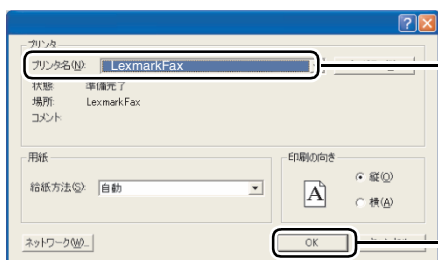 プリンタ
プリンタ名(N): LexmarkFax
状態: 準備完了
場所: LexmarkFax
コメント:
用紙
給紙方法(S): 自動
印刷の向き
A
縦(O)
横(A)
ネットワーク(W)...
OK